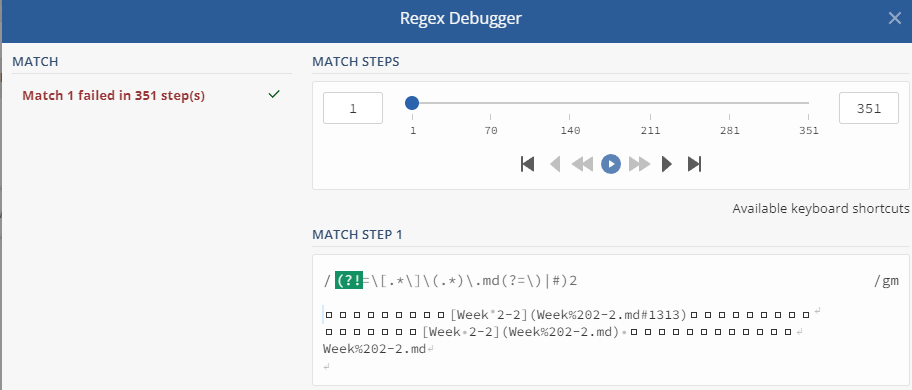 Regex Debugger
MATCH
Match 1 failed in 351 step(s)
MATCH STEPS
1
351
1 70 140 211 281 351
Available keyboard shortcuts
MATCH STEP 1
/ (?!=\[.*\]\(.*)\.md(?=\)|#)2 /gm
□□□□□□□□□[Week°2-2](Week%202-2.md#1313)□□□□□□□□□↵
□□□□□□□[Week·2-2](Week%202-2.md)·□□□□□□□□□□□□↵
Week%202-2.md↵
↵